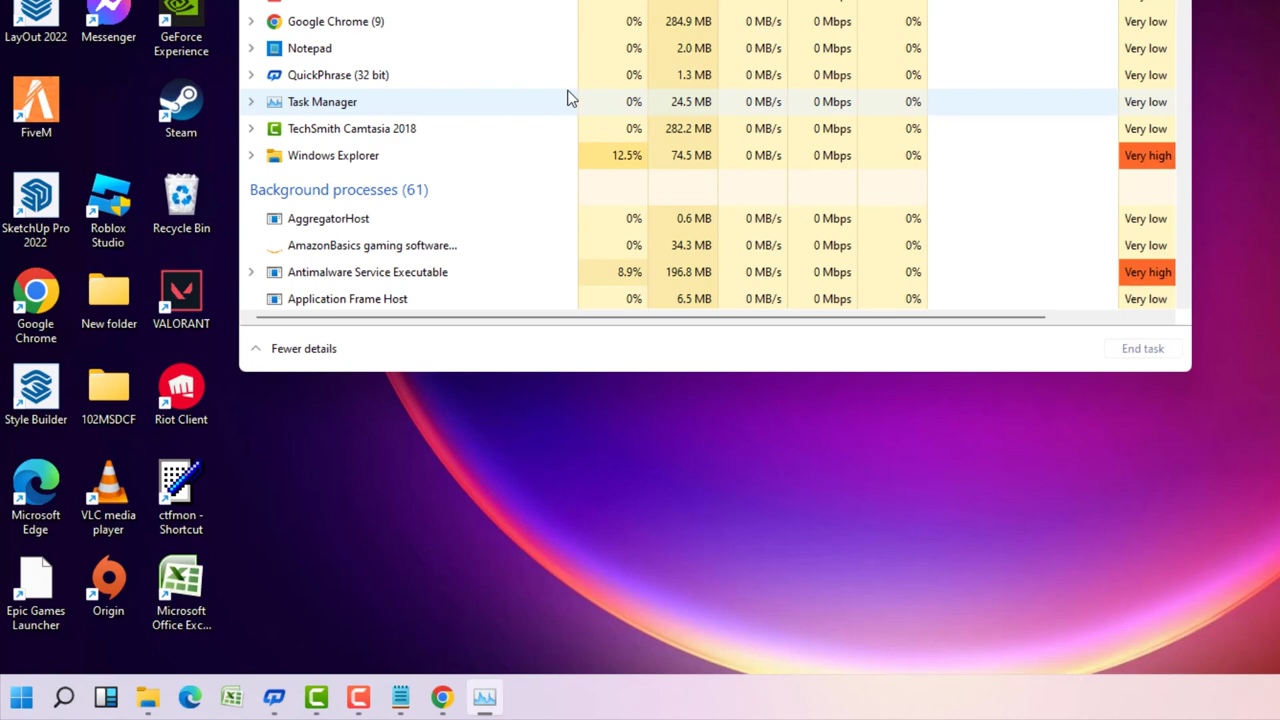 LayOut 2022
Messenger
GeForce
Experience
FiveM
Steam
SketchUp Pro
2022
Roblox
Studio
Recycle Bin
Google
Chrome
New folder
VALORANT
Style Builder
102MSDCF
Riot Client
Microsoft
Edge
VLC media
player
ctfmon -
Shortcut
Epic Games
Launcher
Origin
Microsoft
Office Exc...
Google Chrome (9) 0% 284.9 MB 0 MB/s 0 Mbps 0% Very low
Notepad 0% 2.0 MB 0 MB/s 0 Mbps 0% Very low
QuickPhrase (32 bit) 0% 1.3 MB 0 MB/s 0 Mbps 0% Very low
Task Manager 0% 24.5 MB 0 MB/s 0 Mbps 0% Very low
TechSmith Camtasia 2018 0% 282.2 MB 0 MB/s 0 Mbps 0% Very low
Windows Explorer 12.5% 74.5 MB 0 MB/s 0 Mbps 0% Very high
Background processes (61)
AggregatorHost 0% 0.6 MB 0 MB/s 0 Mbps 0% Very low
AmazonBasics gaming software... 0% 34.3 MB 0 MB/s 0 Mbps 0% Very low
Antimalware Service Executable 8.9% 196.8 MB 0 MB/s 0 Mbps 0% Very high
Application Frame Host 0% 6.5 MB 0 MB/s 0 Mbps 0% Very low
Fewer details
End task